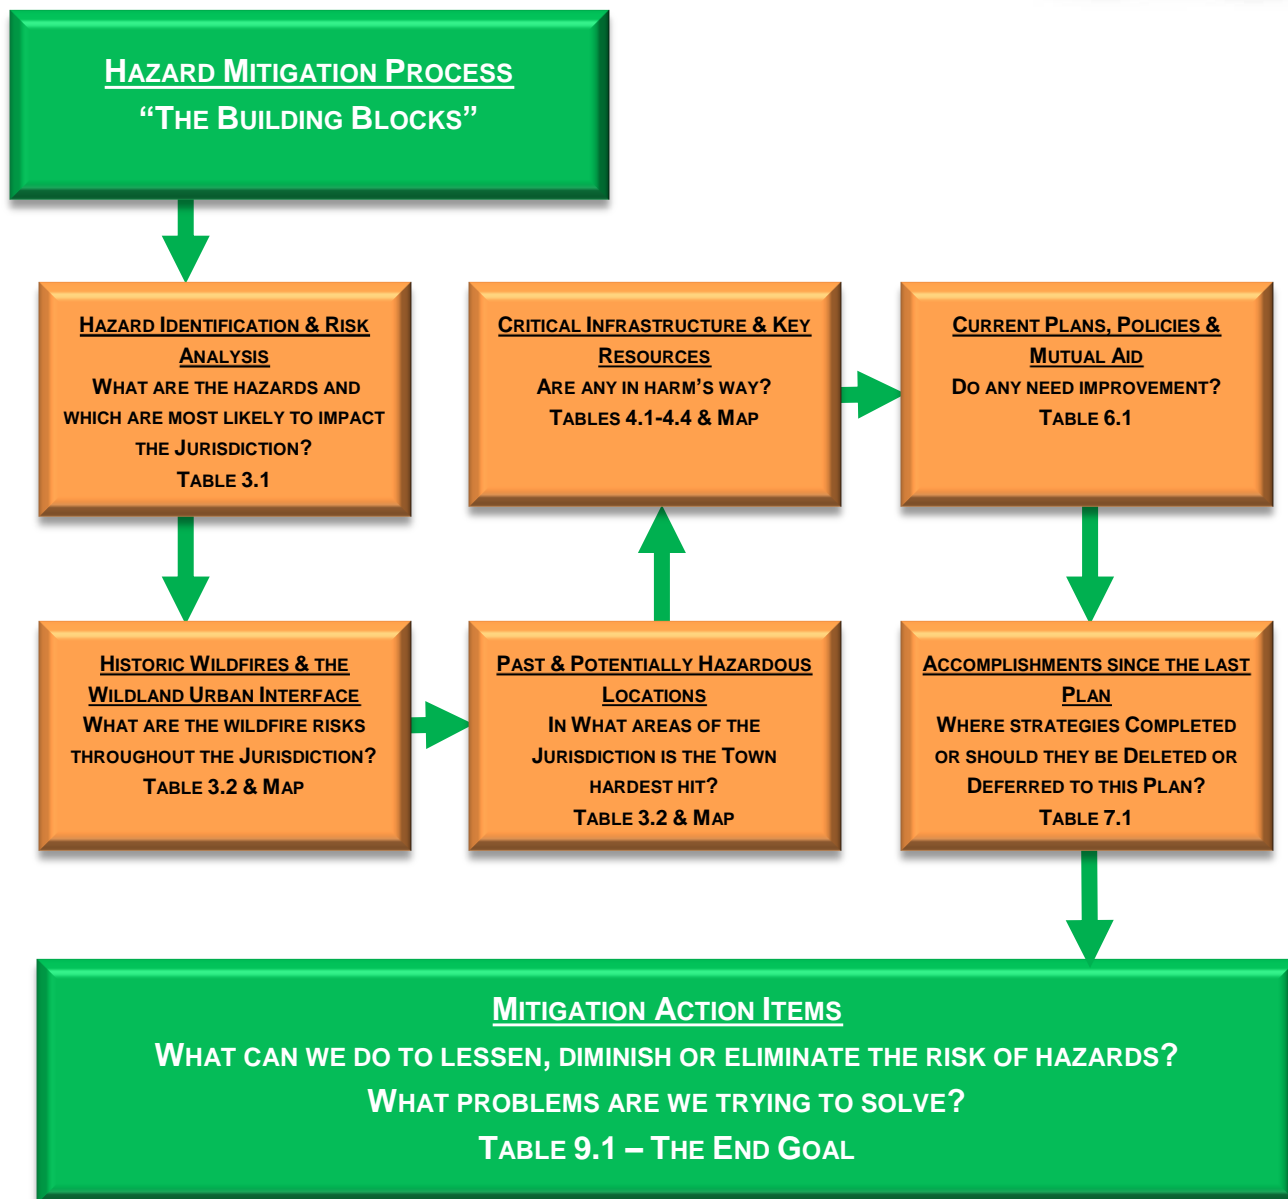 HAZARD MITIGATION PROCESS
“THE BUILDING BLOCKS”
HAZARD IDENTIFICATION & RISK
ANALYSIS
WHAT ARE THE HAZARDS AND
WHICH ARE MOST LIKELY TO IMPACT
THE JURISDICTION?
TABLE 3.1
HISTORIC WILDFIRES & THE
WILDLAND URBAN INTERFACE
WHAT ARE THE WILDFIRE RISKS
THROUGHOUT THE JURISDICTION?
TABLE 3.2 & MAP
PAST & POTENTIALLY HAZARDOUS
LOCATIONS
IN WHAT AREAS OF THE
JURISDICTION IS THE TOWN
HARDEST HIT?
TABLE 3.2 & MAP
CRITICAL INFRASTRUCTURE & KEY
RESOURCES
ARE ANY IN HARM’S WAY?
TABLES 4.1-4.4 & MAP
CURRENT PLANS, POLICIES &
MUTUAL AID
DO ANY NEED IMPROVEMENT?
TABLE 6.1
ACCOMPLISHMENTS SINCE THE LAST
PLAN
WHERE STRATEGIES COMPLETED
OR SHOULD THEY BE DELETED OR
DEFERRED TO THIS PLAN?
TABLE 7.1
MITIGATION ACTION ITEMS
WHAT CAN WE DO TO LESSEN, DIMINISH OR ELIMINATE THE RISK OF HAZARDS?
WHAT PROBLEMS ARE WE TRYING TO SOLVE?
TABLE 9.1 – THE END GOAL